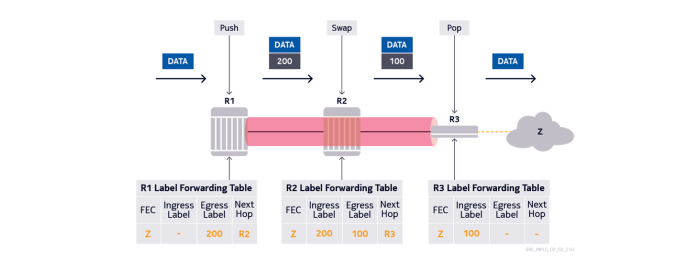 Push Swap Pop
DATA DATA
DATA 200 100 DATA
R1 R2 R3
Z
R1 Label Forwarding Table
FEC Ingress Label Egress Label Next Hop
Z - 200 R2
R2 Label Forwarding Table
FEC Ingress Label Egress Label Next Hop
Z 200 100 R3
R3 Label Forwarding Table
FEC Ingress Label Egress Label Next Hop
Z 100 - -